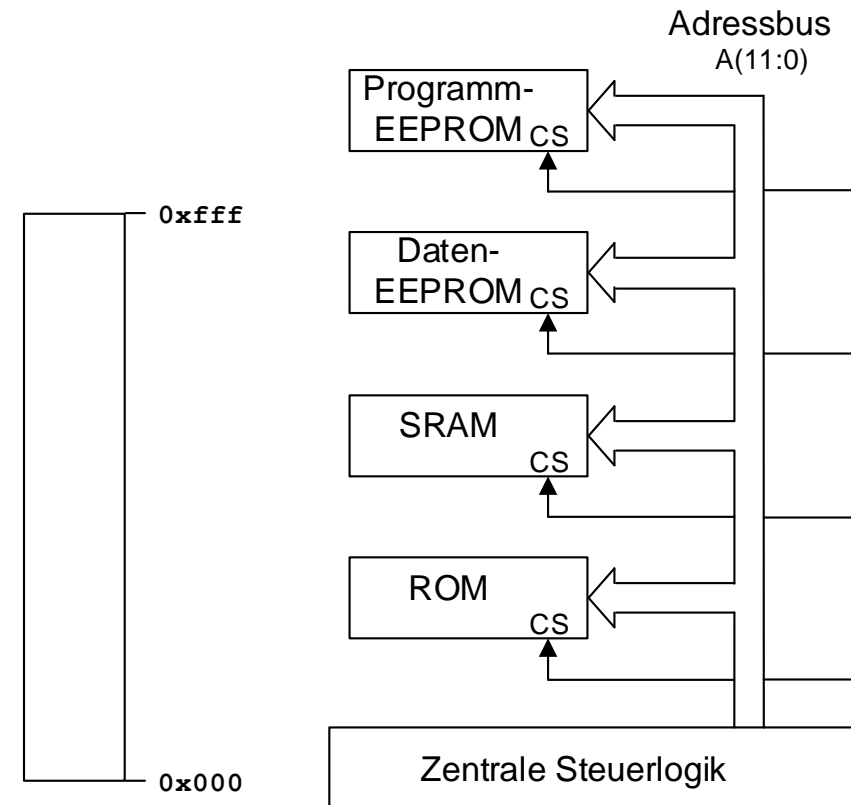 Adressbus
A(11:0)
Programm-
EEPROM CS
0xfff
Daten-
EEPROM CS
SRAM
CS
ROM
CS
Zentrale Steuerlogik
0x000